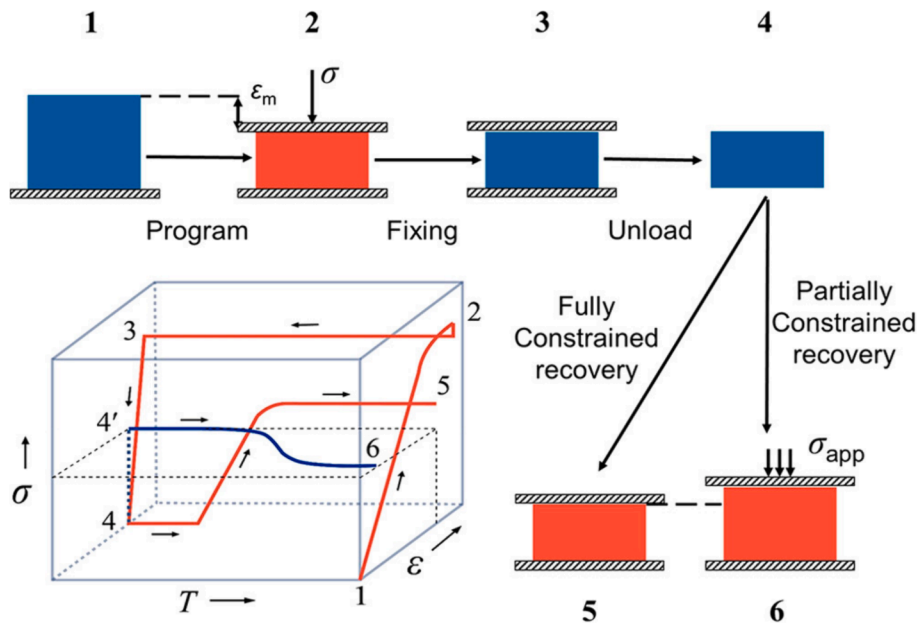 1 2 3 4
σ
εm
Program Fixing Unload
Fully
Constrained
recovery
Partially
Constrained
recovery
σapp
5 6
3
2
5
4′
6
σ
4
ε
T
1